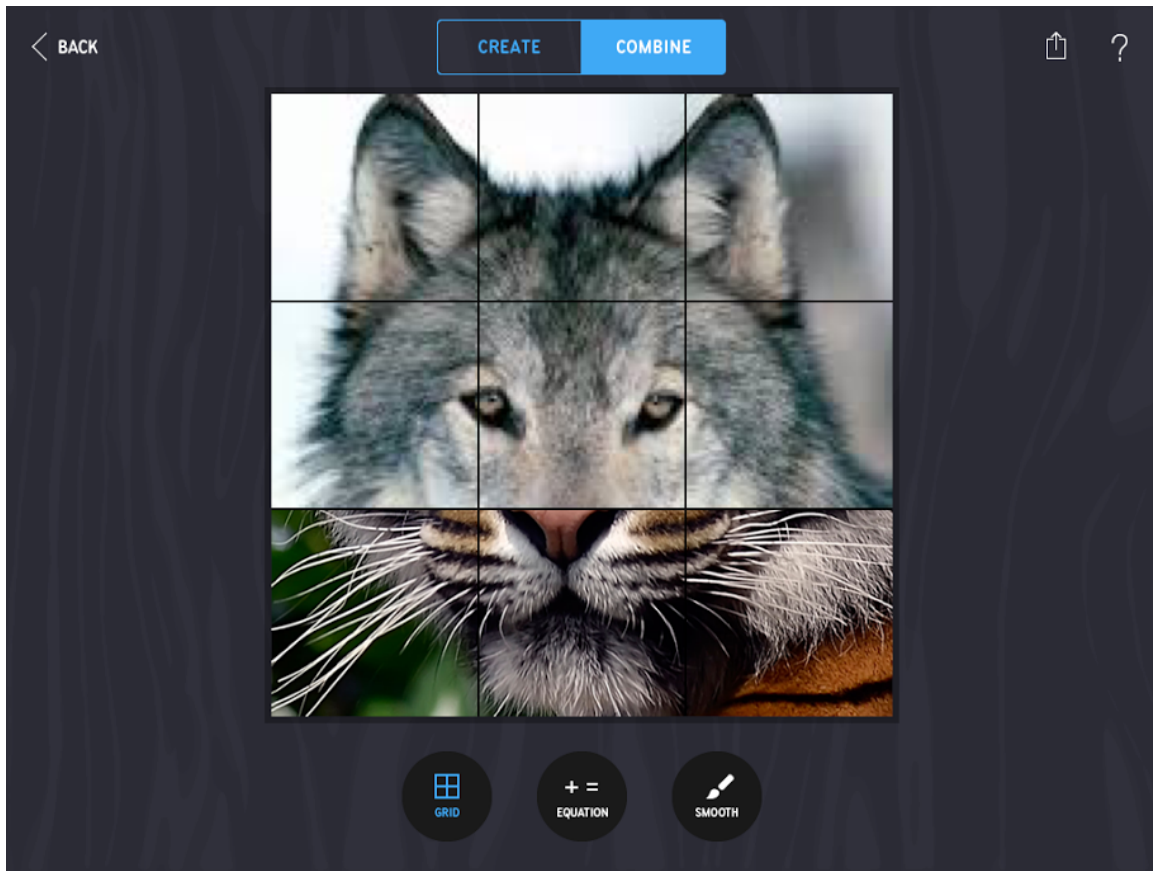 BACK
CREATE
COMBINE
?
GRID
+ =
EQUATION
SMOOTH